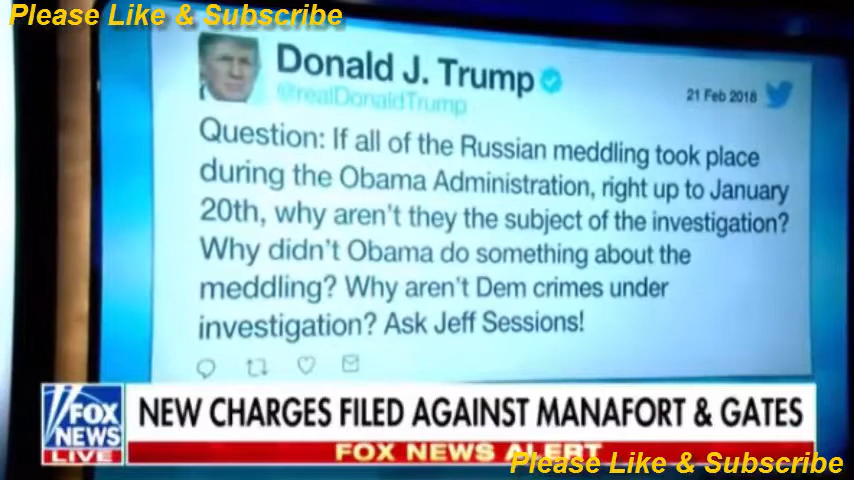 Please Like & Subscribe
Donald J. Trump
@realDonaldTrump
21 Feb 2018
Question: If all of the Russian meddling took place
during the Obama Administration, right up to January
20th, why aren't they the subject of the investigation?
Why didn't Obama do something about the
meddling? Why aren't Dem crimes under
investigation? Ask Jeff Sessions!
FOX
NEWS
LIVE
NEW CHARGES FILED AGAINST MANAFORT & GATES
FOX NEWS ALERT
Please Like & Subscribe